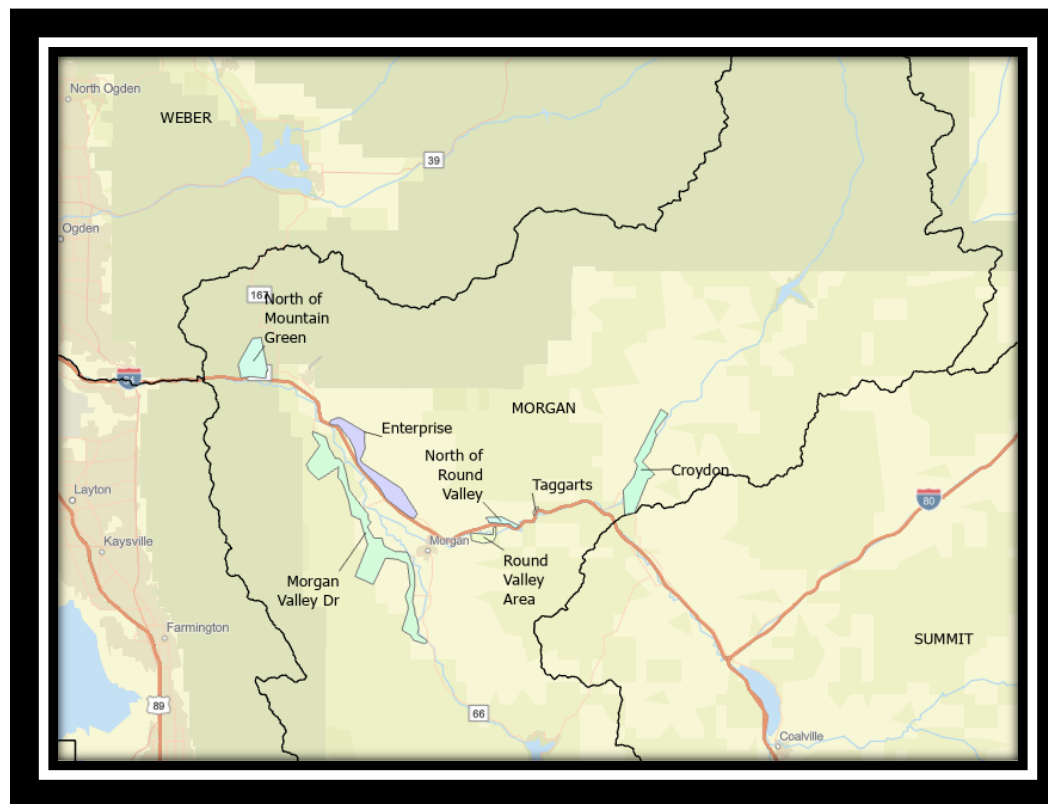 North Ogden
WEBER
39
Ogden
167
North of
Mountain
Green
MORGAN
Enterprise
North of
Round
Valley
Taggarts
Croydon
Layton
80
Kaysville
Morgan
Round
Valley
Area
Morgan
Valley Dr
Farmington
SUMMIT
89
66
Coalville